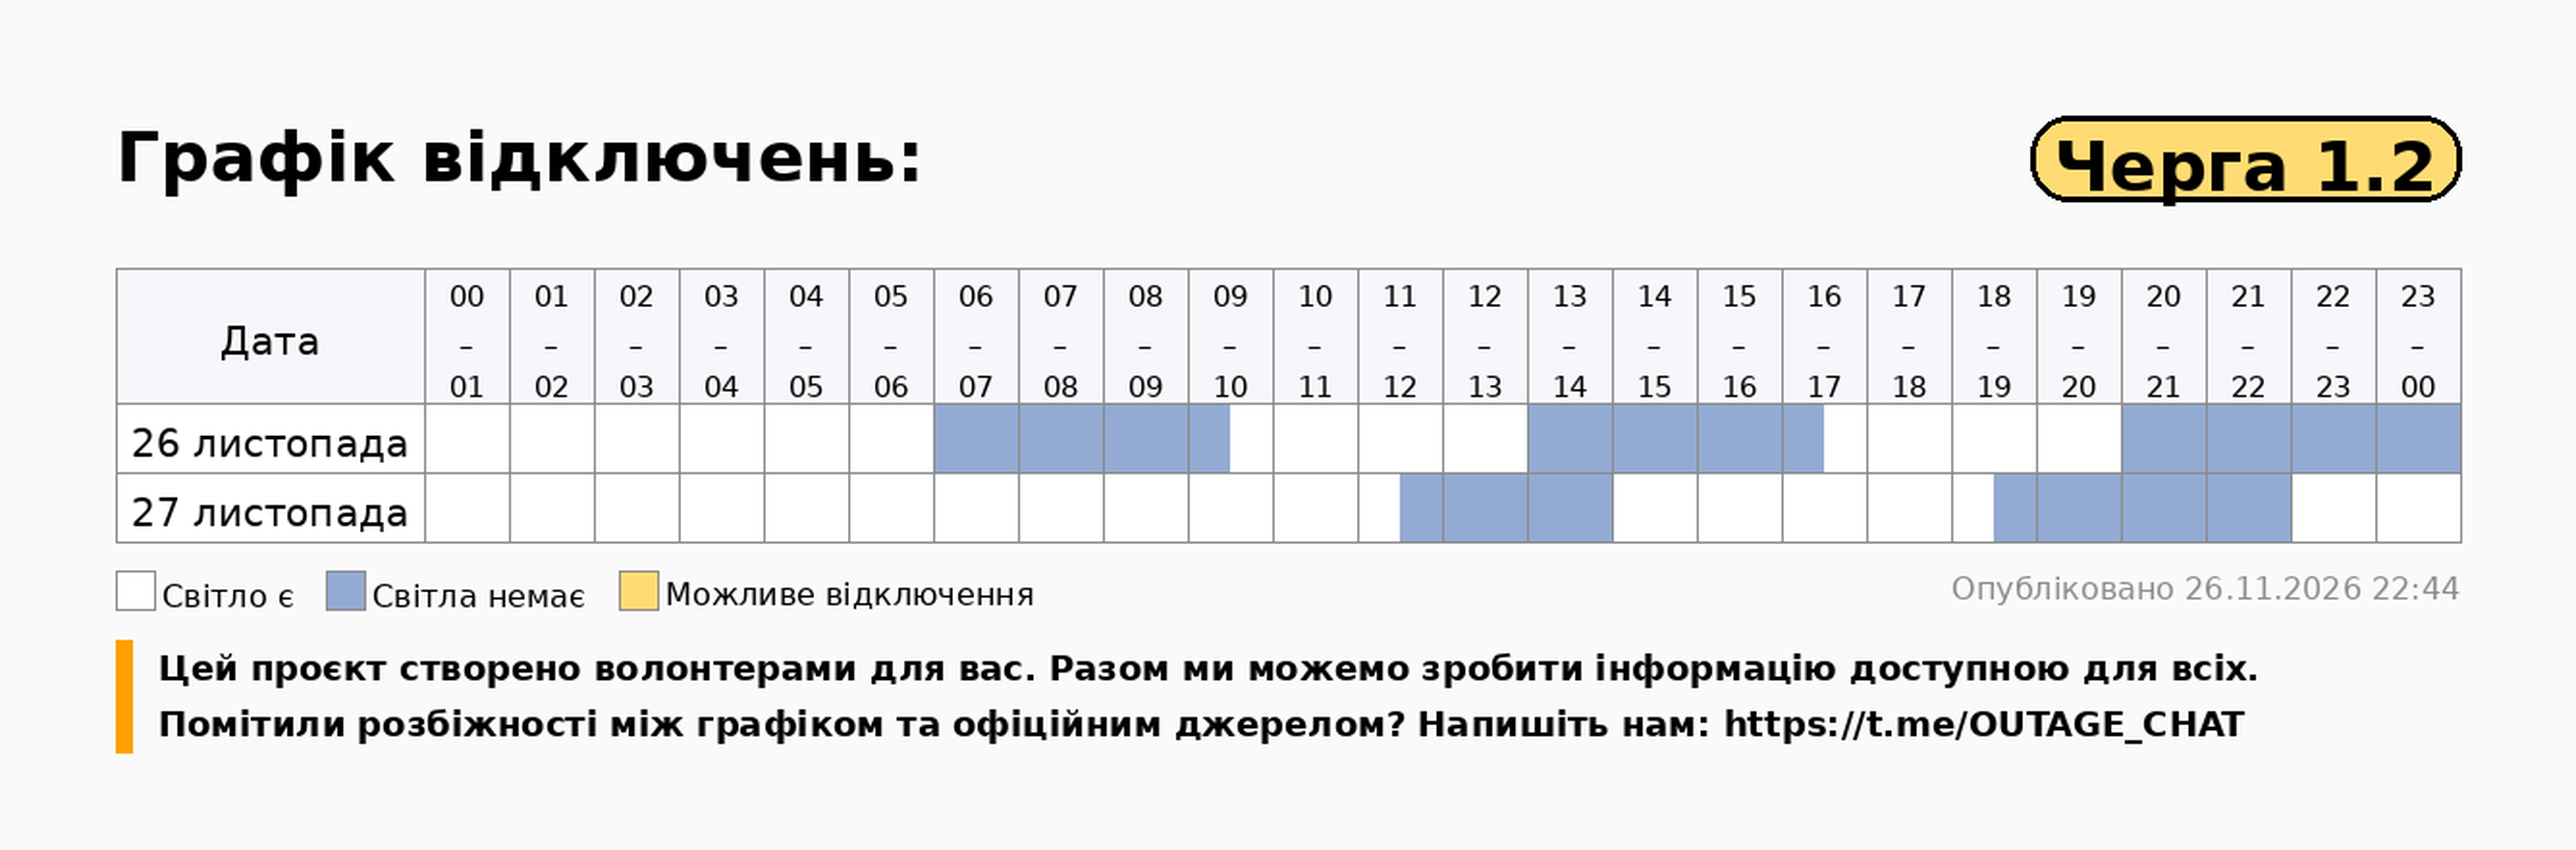 Графік відключень:
Черга 1.2
Дата 00 – 01 01 – 02 02 – 03 03 – 04 04 – 05 05 – 06 06 – 07 07 – 08 08 – 09 09 – 10 10 – 11 11 – 12 12 – 13 13 – 14 14 – 15 15 – 16 16 – 17 17 – 18 18 – 19 19 – 20 20 – 21 21 – 22 22 – 23 23 – 00
26 листопада
27 листопада
Світло є Світла немає Можливе відключення
Опубліковано 26.11.2026 22:44
Цей проєкт створено волонтерами для вас. Разом ми можемо зробити інформацію доступною для всіх.
Помітили розбіжності між графіком та офіційним джерелом? Напишіть нам: https://t.me/OUTAGE_CHAT